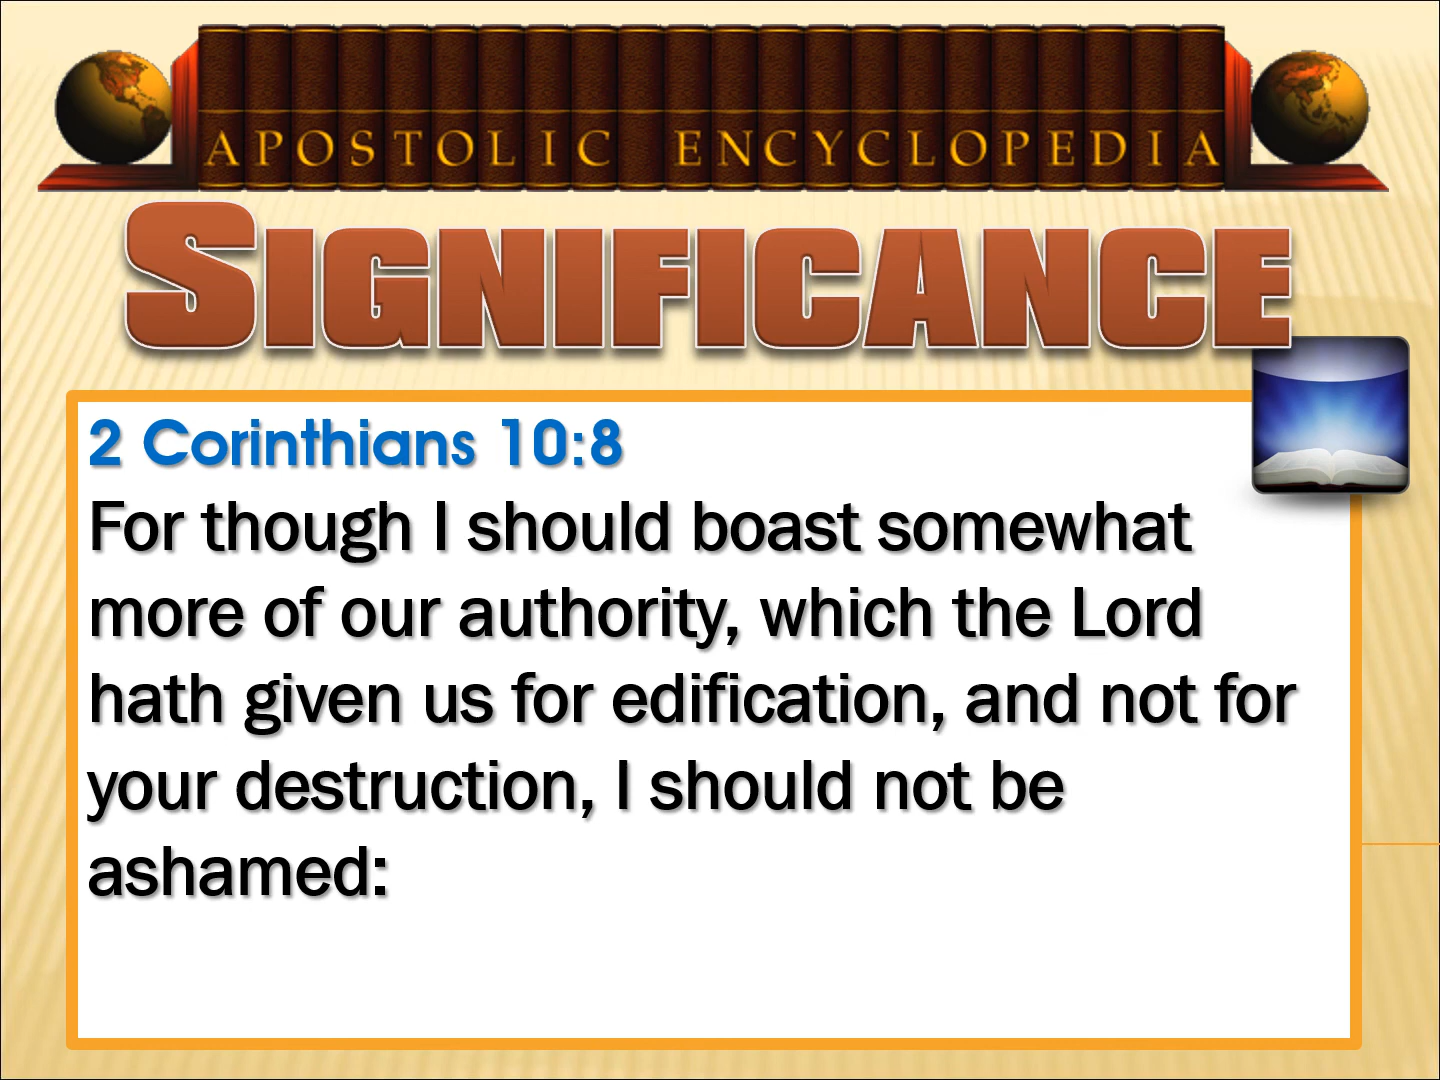 APOSTOLIC ENCYCLOPEDIA
SIGNIFICANCE
2 Corinthians 10:8
For though I should boast somewhat
more of our authority, which the Lord
hath given us for edification, and not for
your destruction, I should not be
ashamed: